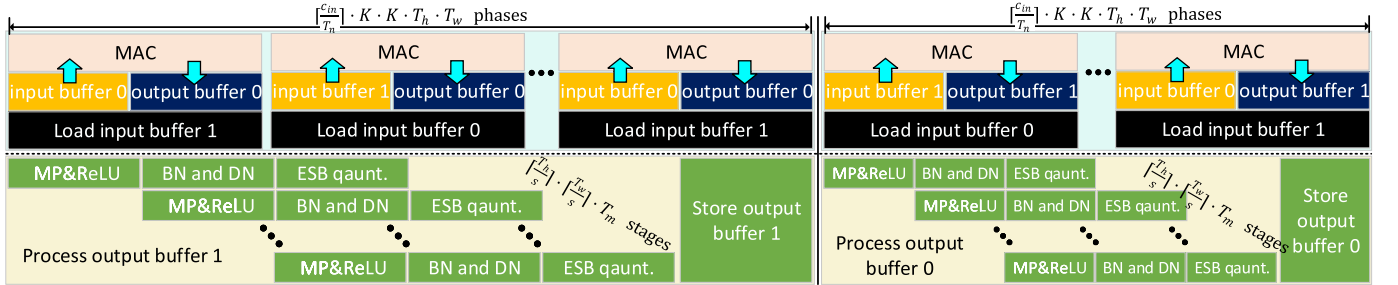 ⌈c_in/T_n⌉ · K · K · T_h · T_w phases
MAC
input buffer 0
output buffer 0
Load input buffer 1
MAC
input buffer 1
output buffer 0
Load input buffer 0
•••
MAC
input buffer 0
output buffer 0
Load input buffer 1
MP&ReLU
BN and DN
ESB qaunt.
MP&ReLU
BN and DN
ESB qaunt.
MP&ReLU
BN and DN
ESB qaunt.
⌈T_h/s⌉ · ⌈T_w/s⌉ · T_m stages
Process output buffer 1
Store output
buffer 1
⌈c_in/T_n⌉ · K · K · T_h · T_w phases
MAC
input buffer 1
output buffer 1
Load input buffer 0
•••
MAC
input buffer 0
output buffer 1
Load input buffer 1
MP&ReLU
BN and DN
ESB qaunt.
MP&ReLU
BN and DN
ESB qaunt.
MP&ReLU
BN and DN
ESB qaunt.
⌈T_h/s⌉ · ⌈T_w/s⌉ · T_m stages
Process output
buffer 0
Store
output
buffer 0